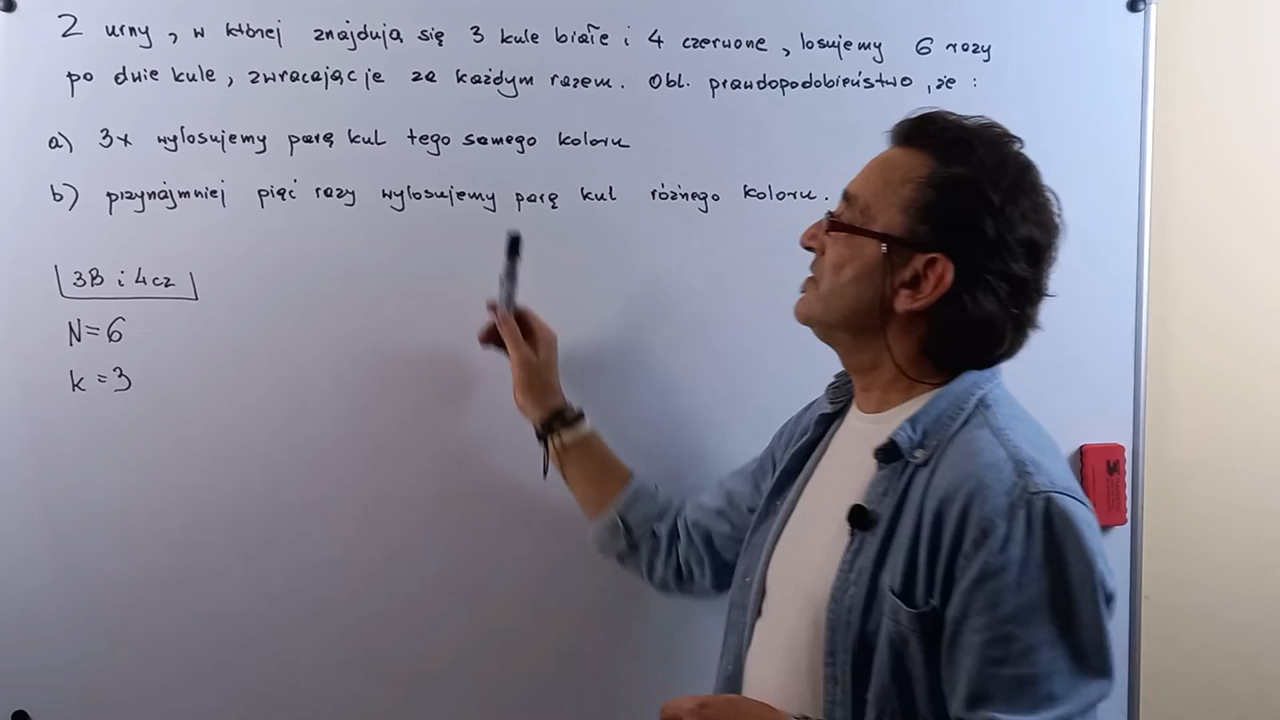 Z urny, w której znajdują się 3 kule białe i 4 czerwone, losujemy 6 razy
po dwie kule, zwracając je za każdym razem. Obl. prawdopodobieństwo, że :
a) 3x wylosujemy parę kul tego samego koloru
b) przynajmniej pięć razy wylosujemy parę kul różnego koloru.
3B i 4cz
N=6
k=3